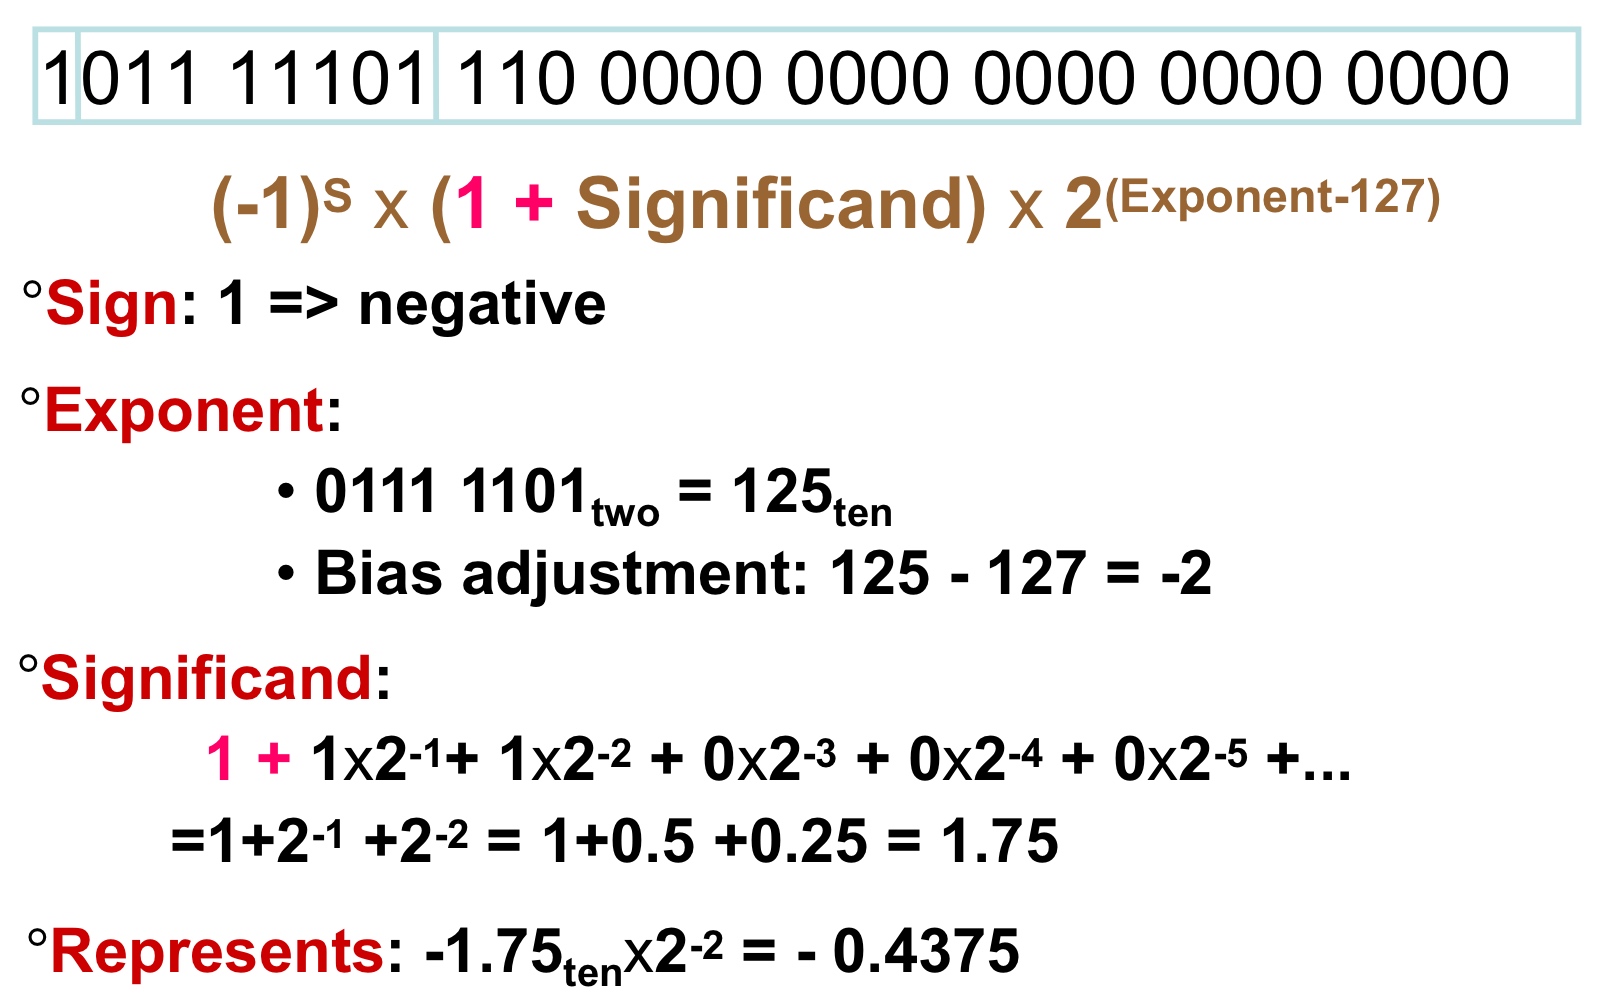 1011 11101 110 0000 0000 0000 0000 0000
(-1)ˢ x (1 + Significand) x 2⁽ᴱˣᵖᵒⁿᵉⁿᵗ⁻¹²⁷⁾
°Sign: 1 => negative
°Exponent:
• 0111 1101two = 125ten
• Bias adjustment: 125 - 127 = -2
°Significand:
1 + 1x2⁻¹+ 1x2⁻² + 0x2⁻³ + 0x2⁻⁴ + 0x2⁻⁵ +...
=1+2⁻¹ +2⁻² = 1+0.5 +0.25 = 1.75
°Represents: -1.75tenx2⁻² = - 0.4375